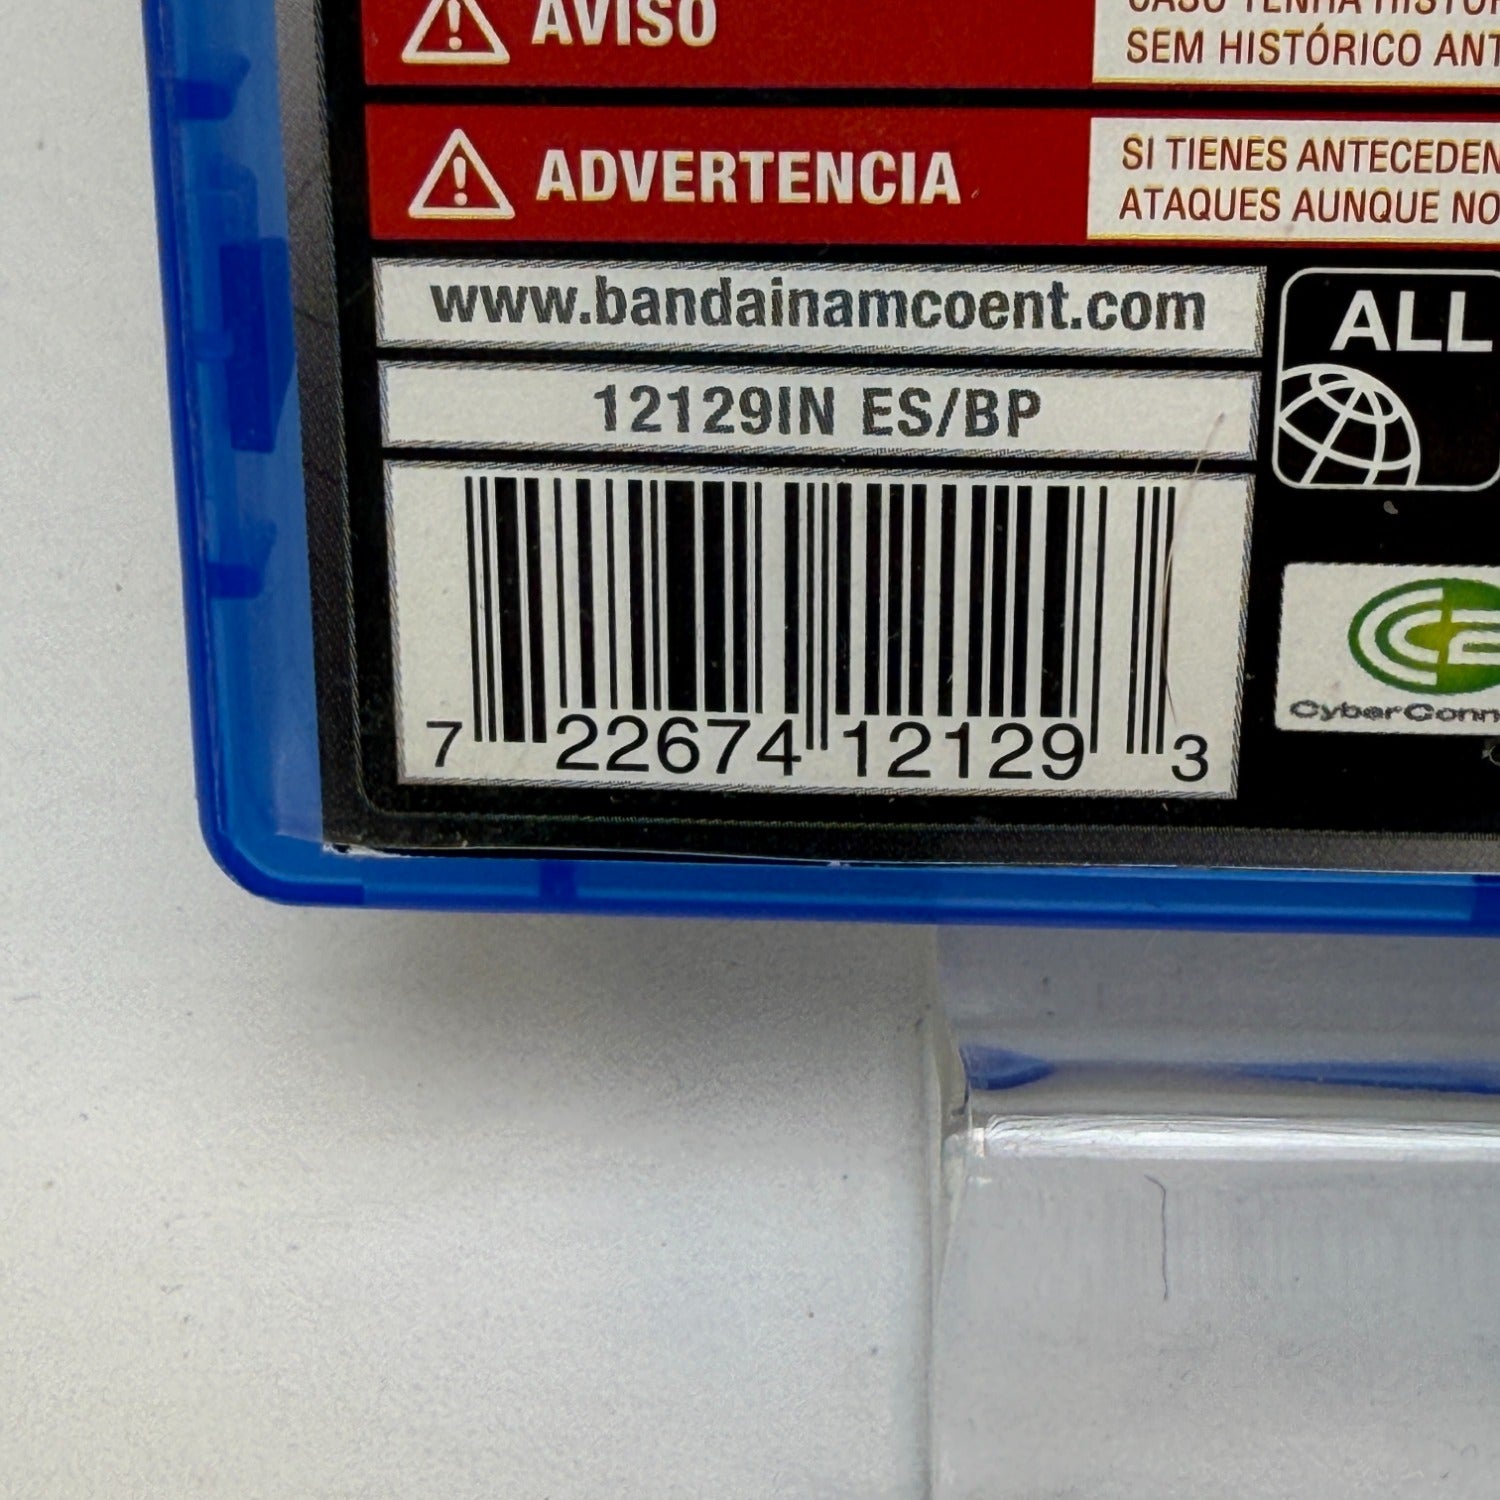 AVISO
SEM HISTÓRICO
ADVERTENCIA
SI TIENES
ATAQUES AUNQUE NO
www.bandainamcoent.com
ALL
12129IN ES/BP
7 22674 12129 3